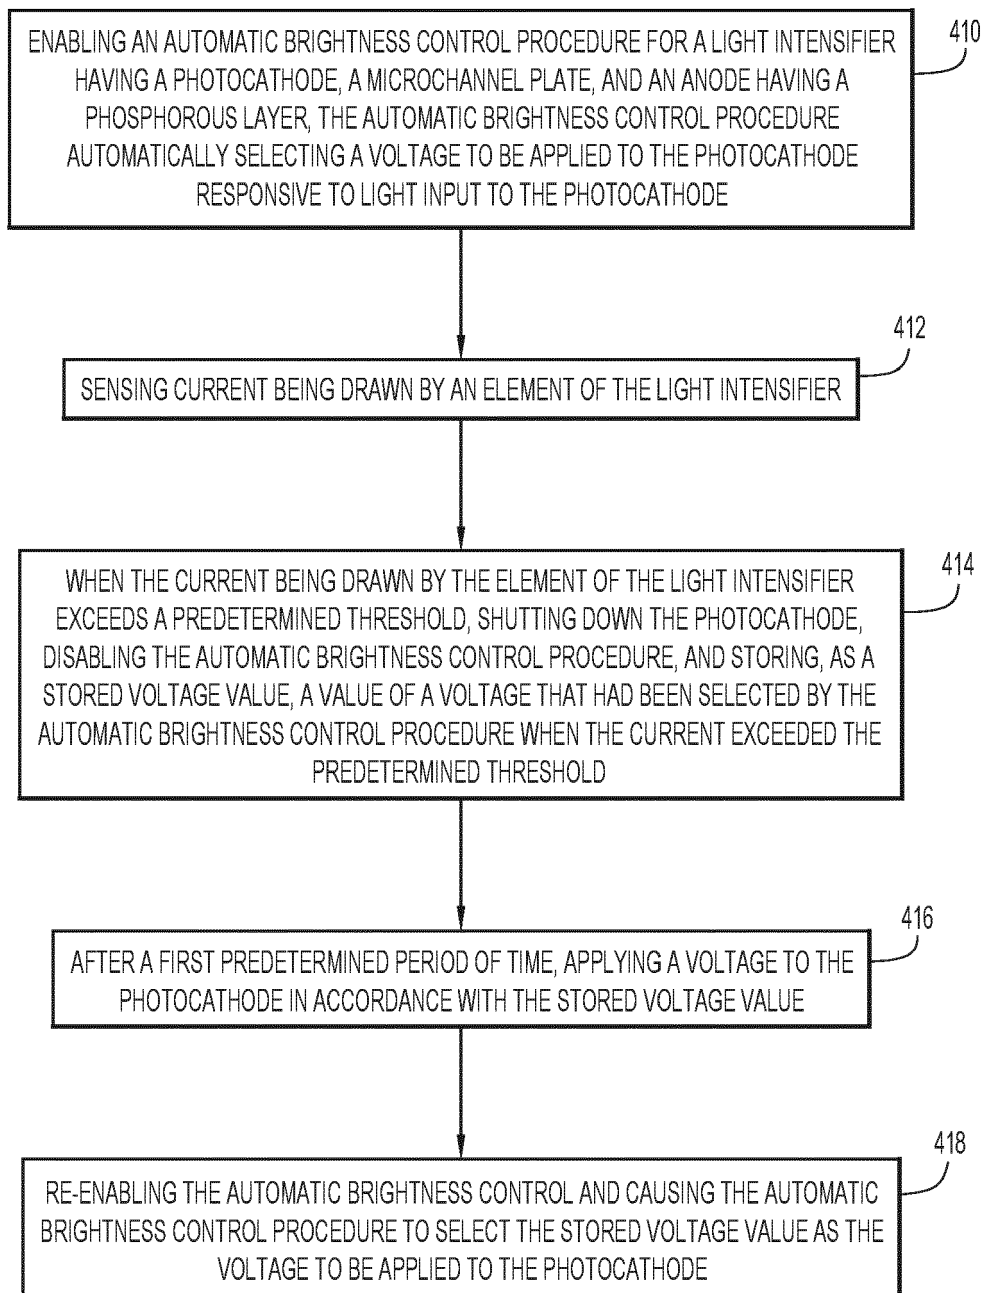 ENABLING AN AUTOMATIC BRIGHTNESS CONTROL PROCEDURE FOR A LIGHT INTENSIFIER
HAVING A PHOTOCATHODE, A MICROCHANNEL PLATE, AND AN ANODE HAVING A
PHOSPHOROUS LAYER, THE AUTOMATIC BRIGHTNESS CONTROL PROCEDURE
AUTOMATICALLY SELECTING A VOLTAGE TO BE APPLIED TO THE PHOTOCATHODE
RESPONSIVE TO LIGHT INPUT TO THE PHOTOCATHODE
410
412
SENSING CURRENT BEING DRAWN BY AN ELEMENT OF THE LIGHT INTENSIFIER
414
WHEN THE CURRENT BEING DRAWN BY THE ELEMENT OF THE LIGHT INTENSIFIER
EXCEEDS A PREDETERMINED THRESHOLD, SHUTTING DOWN THE PHOTOCATHODE,
DISABLING THE AUTOMATIC BRIGHTNESS CONTROL PROCEDURE, AND STORING, AS A
STORED VOLTAGE VALUE, A VALUE OF A VOLTAGE THAT HAD BEEN SELECTED BY THE
AUTOMATIC BRIGHTNESS CONTROL PROCEDURE WHEN THE CURRENT EXCEEDED THE
PREDETERMINED THRESHOLD
416
AFTER A FIRST PREDETERMINED PERIOD OF TIME, APPLYING A VOLTAGE TO THE
PHOTOCATHODE IN ACCORDANCE WITH THE STORED VOLTAGE VALUE
418
RE-ENABLING THE AUTOMATIC BRIGHTNESS CONTROL AND CAUSING THE AUTOMATIC
BRIGHTNESS CONTROL PROCEDURE TO SELECT THE STORED VOLTAGE VALUE AS THE
VOLTAGE TO BE APPLIED TO THE PHOTOCATHODE